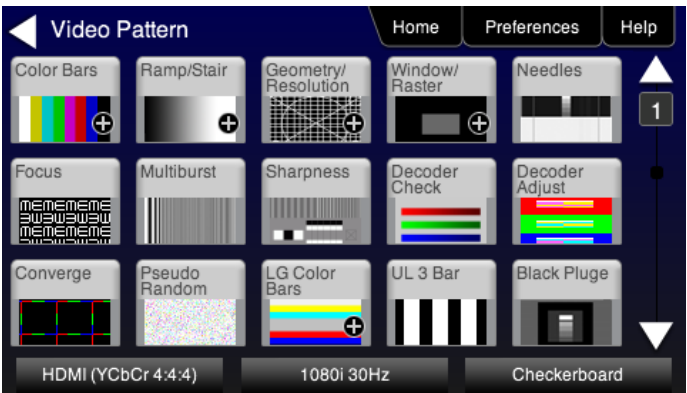 Video Pattern
Home
Preferences
Help
Color Bars
Ramp/Stair
Geometry/
Resolution
Window/
Raster
Needles
1
Focus
Multiburst
Sharpness
Decoder
Check
Decoder
Adjust
MEMEMEME
Converge
Pseudo
Random
LG Color
Bars
UL 3 Bar
Black Pluge
HDMI (YCbCr 4:4:4)
1080i 30Hz
Checkerboard